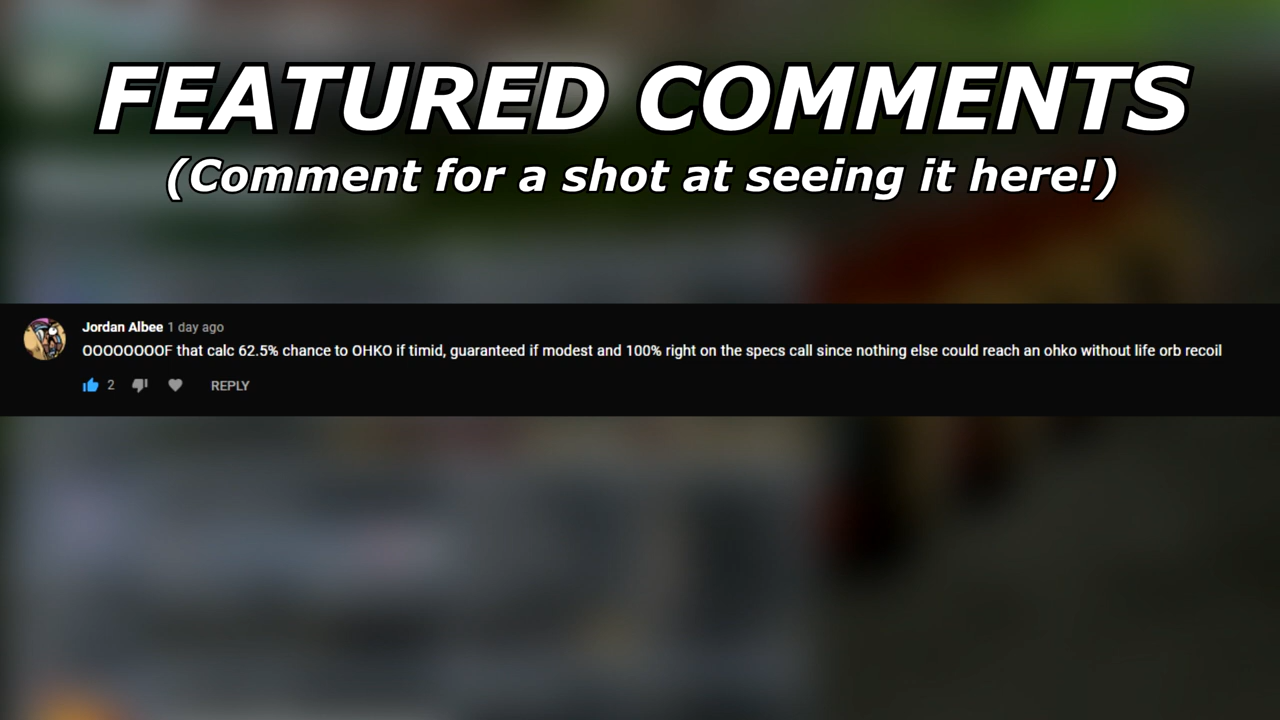 FEATURED COMMENTS
(Comment for a shot at seeing it here!)
Jordan Albee 1 day ago
OOOOOOOOF that calc 62.5% chance to OHKO if timid, guaranteed if modest and 100% right on the specs call since nothing else could reach an ohko without life orb recoil
2 REPLY